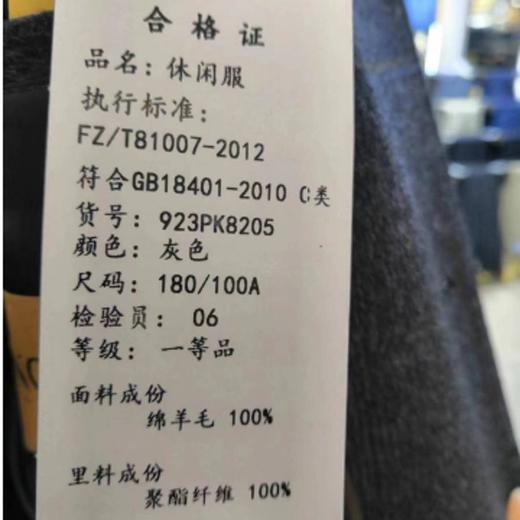 合格证
品名：休闲服
执行标准：
FZ/T81007-2012
符合GB18401-2010 C类
货号：923PK8205
颜色：灰色
尺码：180/100A
检验员：06
等级：一等品
面料成份
绵羊毛 100%
里料成份
聚酯纤维 100%